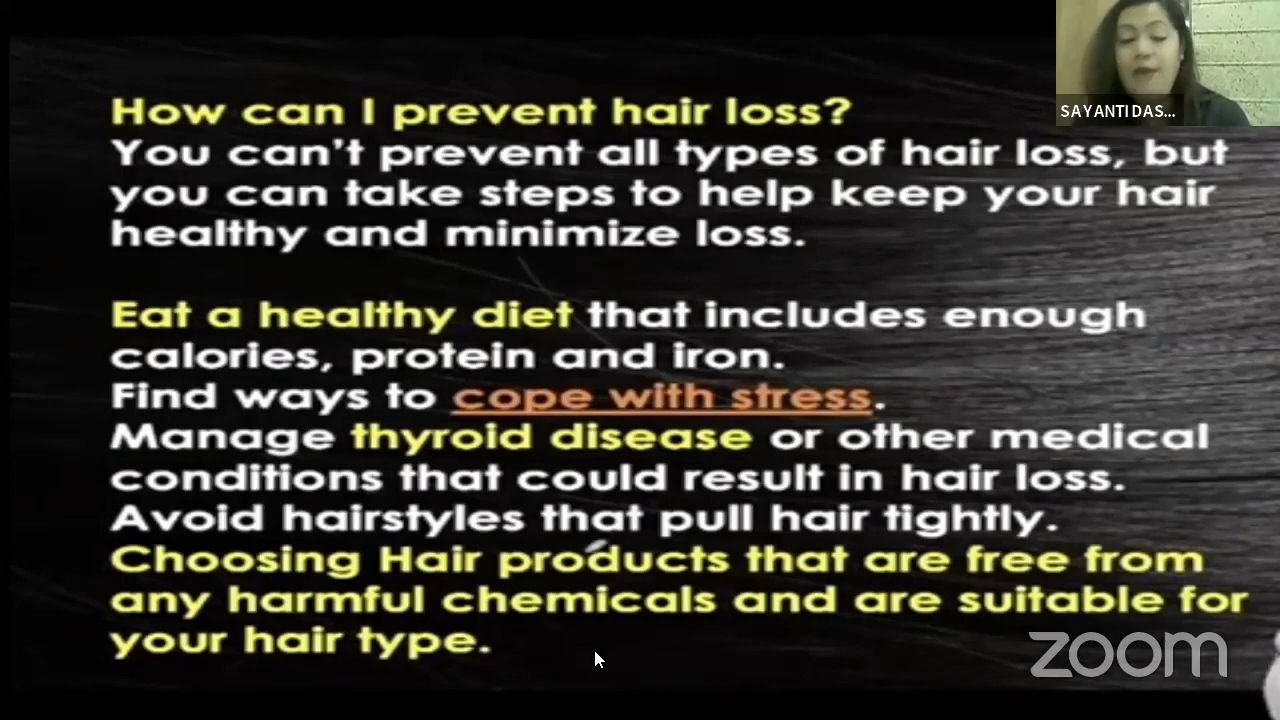 How can I prevent hair loss?
You can't prevent all types of hair loss, but
you can take steps to help keep your hair
healthy and minimize loss.
Eat a healthy diet that includes enough
calories, protein and iron.
Find ways to cope with stress.
Manage thyroid disease or other medical
conditions that could result in hair loss.
Avoid hairstyles that pull hair tightly.
Choosing Hair products that are free from
any harmful chemicals and are suitable for
your hair type.
SAYANTI DAS...
zoom